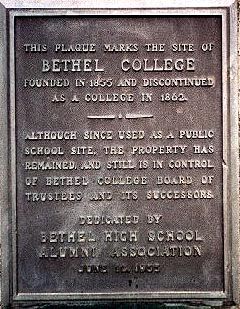 THIS PLAQUE MARKS THE SITE OF
BETHEL COLLEGE
FOUNDED IN 1855 AND DISCONTINUED
AS A COLLEGE IN 1862.
ALTHOUGH SINCE USED AS A PUBLIC
SCHOOL SITE, THE PROPERTY HAS
REMAINED, AND STILL IS IN CONTROL
OF BETHEL COLLEGE BOARD OF
TRUSTEES AND ITS SUCCESSORS.
DEDICATED BY
BETHEL HIGH SCHOOL
ALUMNI ASSOCIATION
JUNE